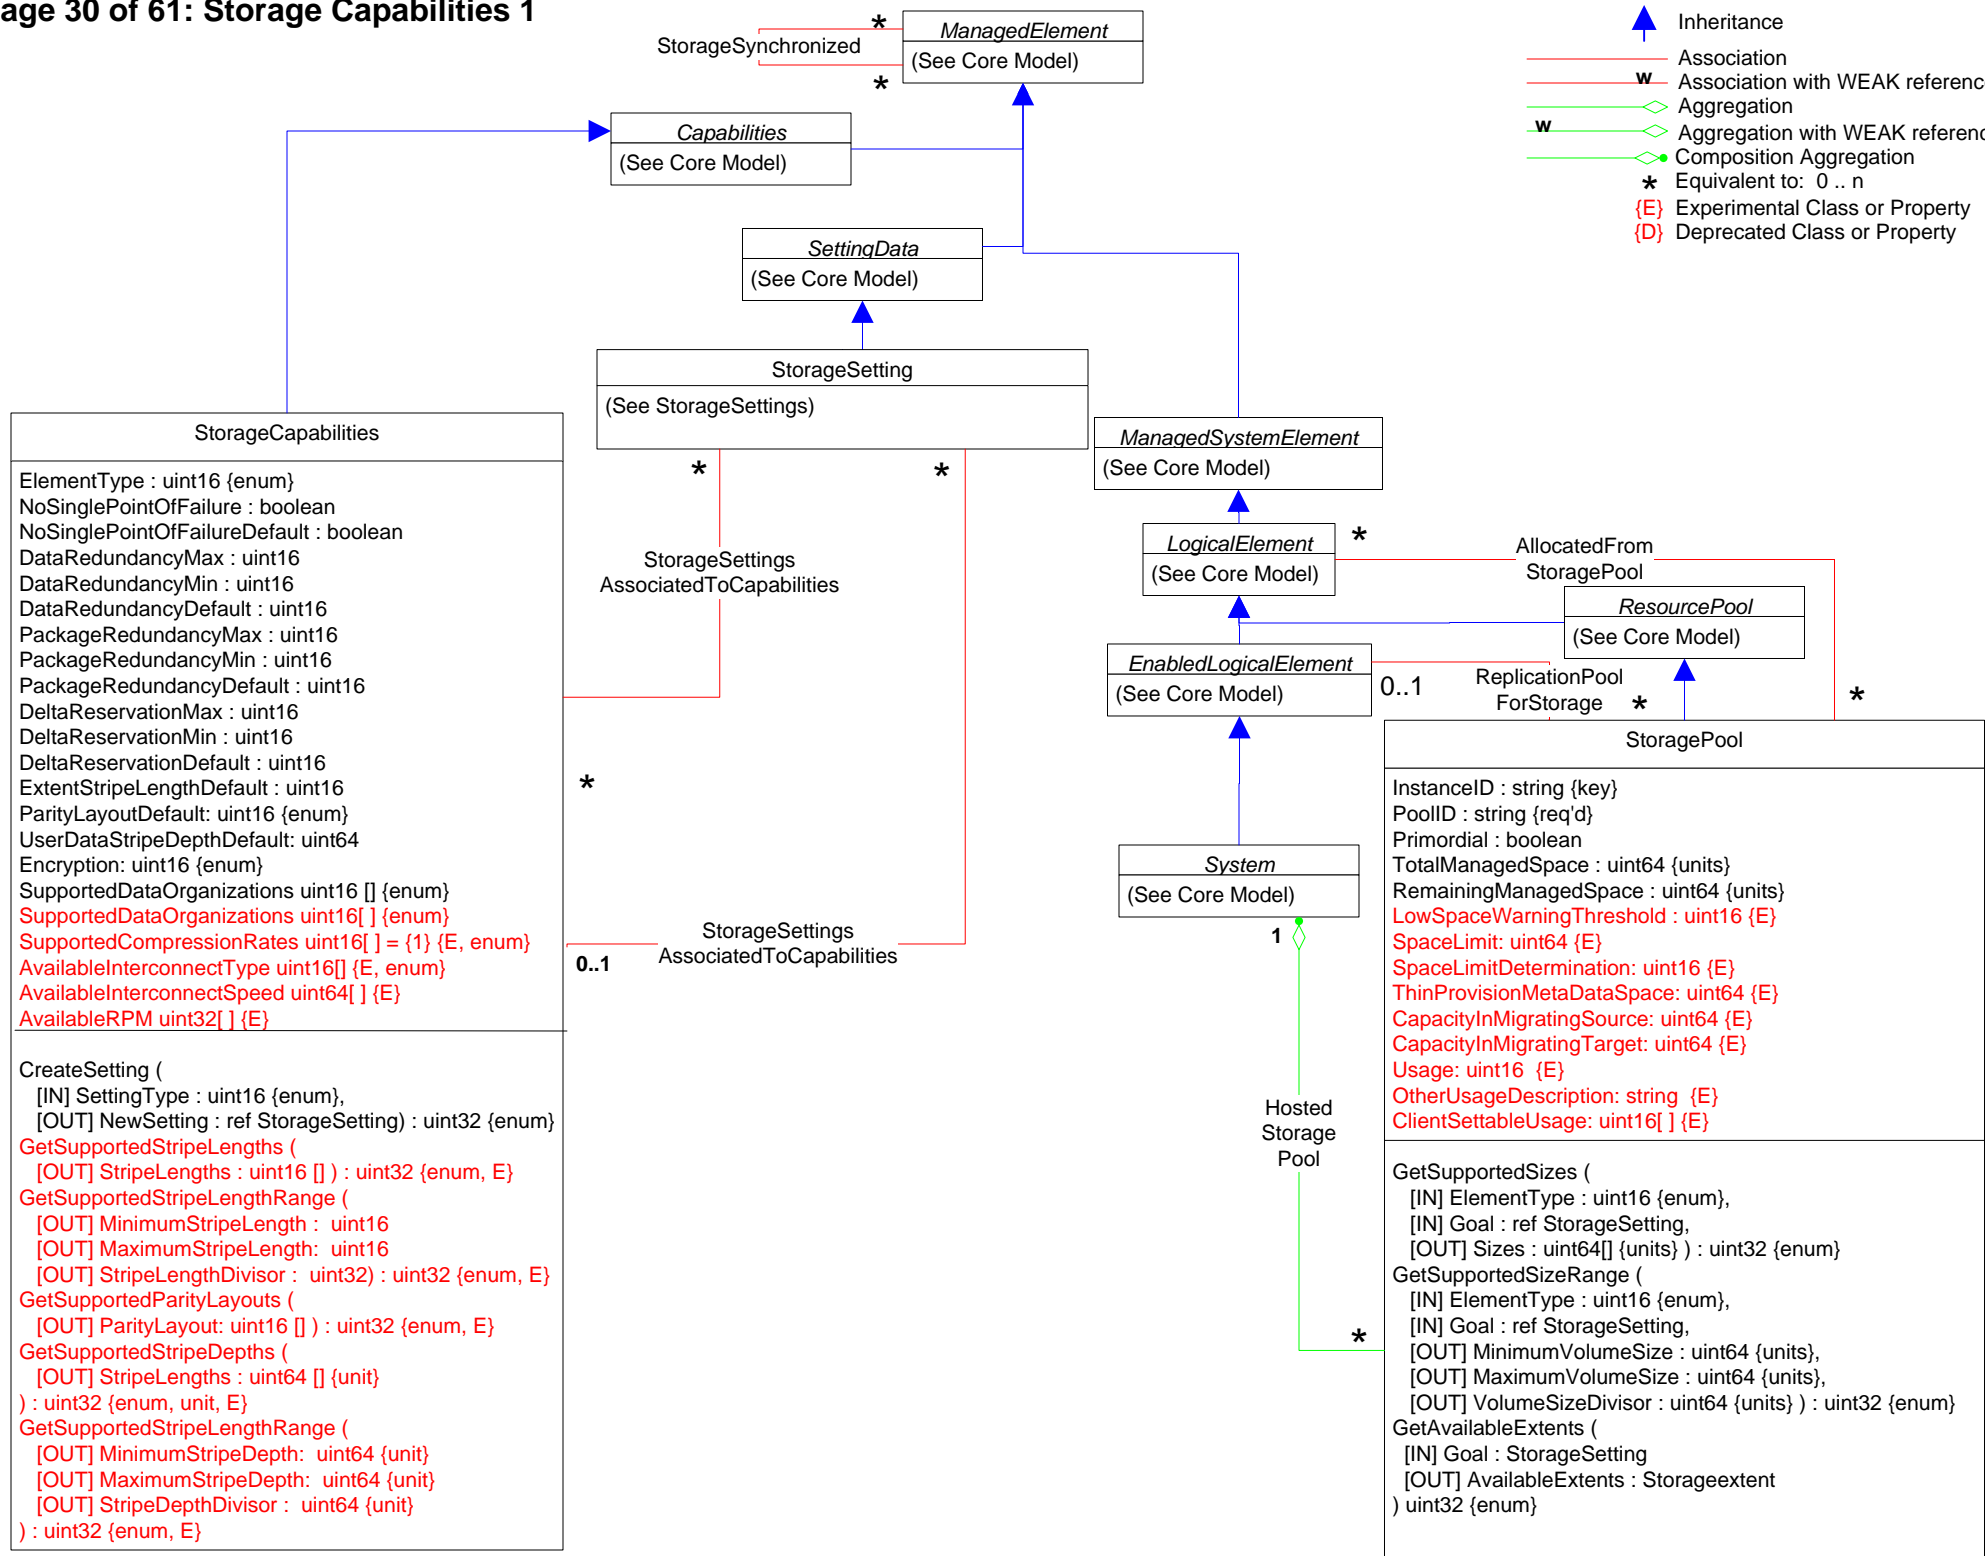 age 30 of 61: Storage Capabilities 1
Inheritance
Association
w Association with WEAK referenc
Aggregation
w Aggregation with WEAK referenc
Composition Aggregation
* Equivalent to: 0 .. n
{E} Experimental Class or Property
{D} Deprecated Class or Property
StorageSynchronized
*
*
ManagedElement
(See Core Model)
Capabilities
(See Core Model)
SettingData
(See Core Model)
StorageSetting
(See StorageSettings)
*
*
StorageSettings
AssociatedToCapabilities
*
StorageSettings
AssociatedToCapabilities
0..1
StorageCapabilities
ElementType : uint16 {enum}
NoSinglePointOfFailure : boolean
NoSinglePointOfFailureDefault : boolean
DataRedundancyMax : uint16
DataRedundancyMin : uint16
DataRedundancyDefault : uint16
PackageRedundancyMax : uint16
PackageRedundancyMin : uint16
PackageRedundancyDefault : uint16
DeltaReservationMax : uint16
DeltaReservationMin : uint16
DeltaReservationDefault : uint16
ExtentStripeLengthDefault : uint16
ParityLayoutDefault: uint16 {enum}
UserDataStripeDepthDefault: uint64
Encryption: uint16 {enum}
SupportedDataOrganizations uint16 [] {enum}
SupportedDataOrganizations uint16[ ] {enum}
SupportedCompressionRates uint16[ ] = {1} {E, enum}
AvailableInterconnectType uint16[] {E, enum}
AvailableInterconnectSpeed uint64[ ] {E}
AvailableRPM uint32[ ] {E}
CreateSetting (
[IN] SettingType : uint16 {enum},
[OUT] NewSetting : ref StorageSetting) : uint32 {enum}
GetSupportedStripeLengths (
[OUT] StripeLengths : uint16 [] ) : uint32 {enum, E}
GetSupportedStripeLengthRange (
[OUT] MinimumStripeLength : uint16
[OUT] MaximumStripeLength: uint16
[OUT] StripeLengthDivisor : uint32) : uint32 {enum, E}
GetSupportedParityLayouts (
[OUT] ParityLayout: uint16 [] ) : uint32 {enum, E}
GetSupportedStripeDepths (
[OUT] StripeLengths : uint64 [] {unit}
) : uint32 {enum, unit, E}
GetSupportedStripeLengthRange (
[OUT] MinimumStripeDepth: uint64 {unit}
[OUT] MaximumStripeDepth: uint64 {unit}
[OUT] StripeDepthDivisor : uint64 {unit}
) : uint32 {enum, E}
ManagedSystemElement
(See Core Model)
LogicalElement
(See Core Model)
*
AllocatedFrom
StoragePool
*
ResourcePool
(See Core Model)
EnabledLogicalElement
(See Core Model)
0..1
ReplicationPool
ForStorage
*
System
(See Core Model)
1
Hosted
Storage
Pool
*
StoragePool
InstanceID : string {key}
PoolID : string {req'd}
Primordial : boolean
TotalManagedSpace : uint64 {units}
RemainingManagedSpace : uint64 {units}
LowSpaceWarningThreshold : uint16 {E}
SpaceLimit: uint64 {E}
SpaceLimitDetermination: uint16 {E}
ThinProvisionMetaDataSpace: uint64 {E}
CapacityInMigratingSource: uint64 {E}
CapacityInMigratingTarget: uint64 {E}
Usage: uint16 {E}
OtherUsageDescription: string {E}
ClientSettableUsage: uint16[ ] {E}
GetSupportedSizes (
[IN] ElementType : uint16 {enum},
[IN] Goal : ref StorageSetting,
[OUT] Sizes : uint64[] {units} ) : uint32 {enum}
GetSupportedSizeRange (
[IN] ElementType : uint16 {enum},
[IN] Goal : ref StorageSetting,
[OUT] MinimumVolumeSize : uint64 {units},
[OUT] MaximumVolumeSize : uint64 {units},
[OUT] VolumeSizeDivisor : uint64 {units} ) : uint32 {enum}
GetAvailableExtents (
[IN] Goal : StorageSetting
[OUT] AvailableExtents : Storageextent
) uint32 {enum}